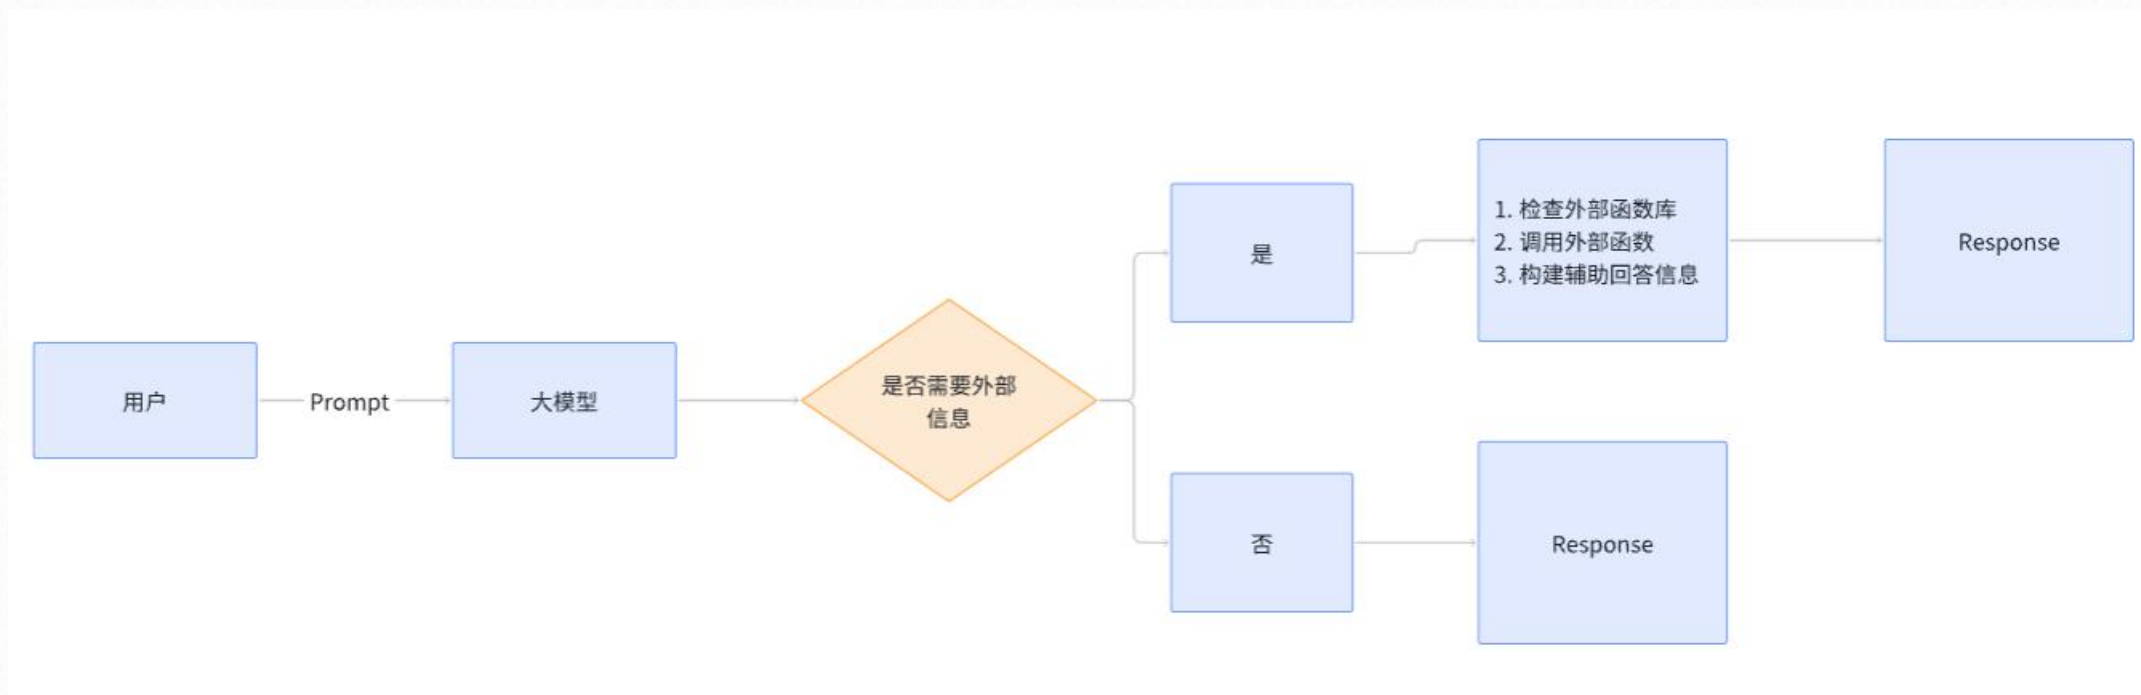 用户
Prompt
大模型
是否需要外部
信息
是
1. 检查外部函数库
2. 调用外部函数
3. 构建辅助回答信息
Response
否
Response